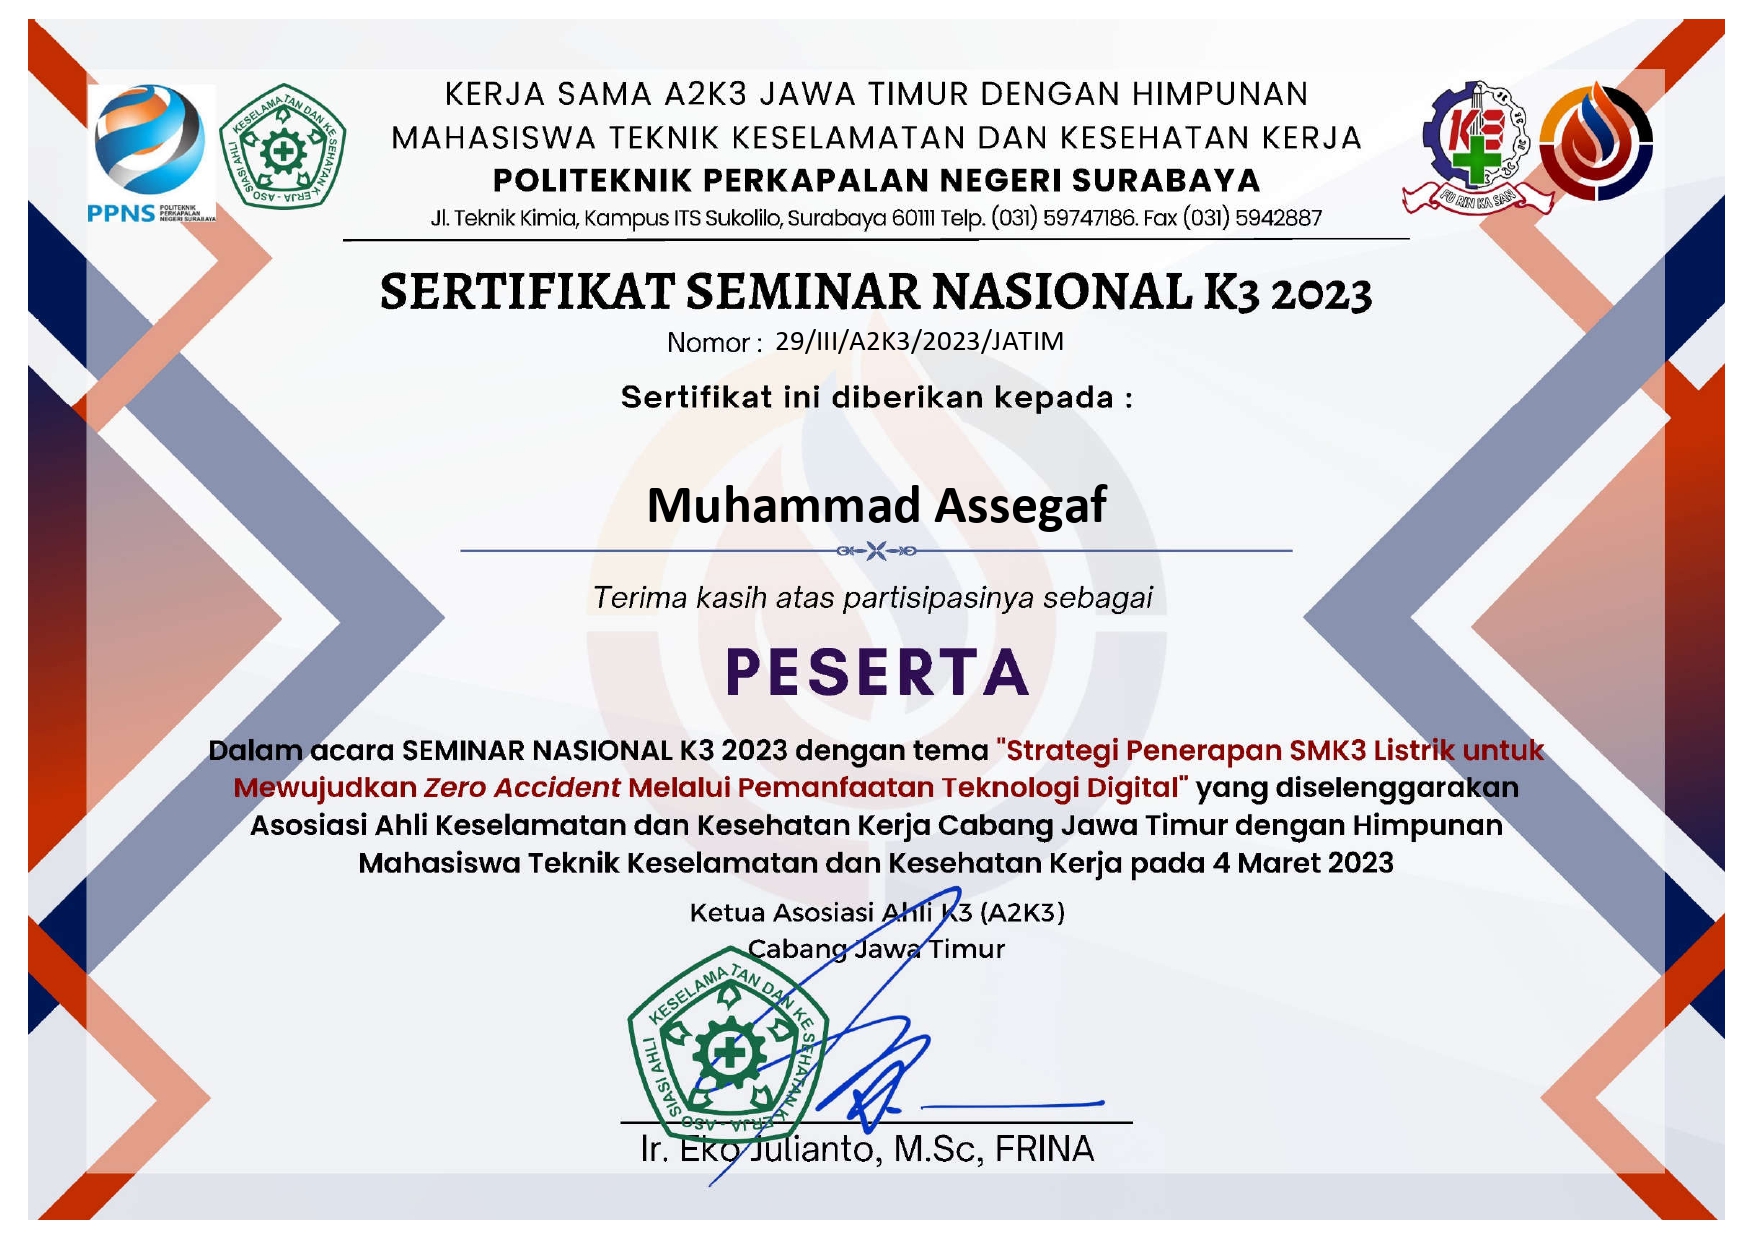 KERJA SAMA A2K3 JAWA TIMUR DENGAN HIMPUNAN
MAHASISWA TEKNIK KESELAMATAN DAN KESEHATAN KERJA
POLITEKNIK PERKAPALAN NEGERI SURABAYA
Jl. Teknik Kimia, Kampus ITS Sukolilo, Surabaya 60111 Telp. (031) 59747186. Fax (031) 5942887
PPNS POLITEKNIK PERKAPALAN NEGERI SURABAYA
ASOSIASI AHLI KESELAMATAN DAN KESEHATAN KERJA
K3
FU RIN KA SAN
SERTIFIKAT SEMINAR NASIONAL K3 2023
Nomor : 29/III/A2K3/2023/JATIM
Sertifikat ini diberikan kepada :
Muhammad Assegaf
Terima kasih atas partisipasinya sebagai
PESERTA
Dalam acara SEMINAR NASIONAL K3 2023 dengan tema "Strategi Penerapan SMK3 Listrik untuk
Mewujudkan Zero Accident Melalui Pemanfaatan Teknologi Digital" yang diselenggarakan
Asosiasi Ahli Keselamatan dan Kesehatan Kerja Cabang Jawa Timur dengan Himpunan
Mahasiswa Teknik Keselamatan dan Kesehatan Kerja pada 4 Maret 2023
Ketua Asosiasi Ahli K3 (A2K3)
Cabang Jawa Timur
ASOSIASI AHLI KESELAMATAN DAN KESEHATAN KERJA
Ir. Eko Julianto, M.Sc, FRINA